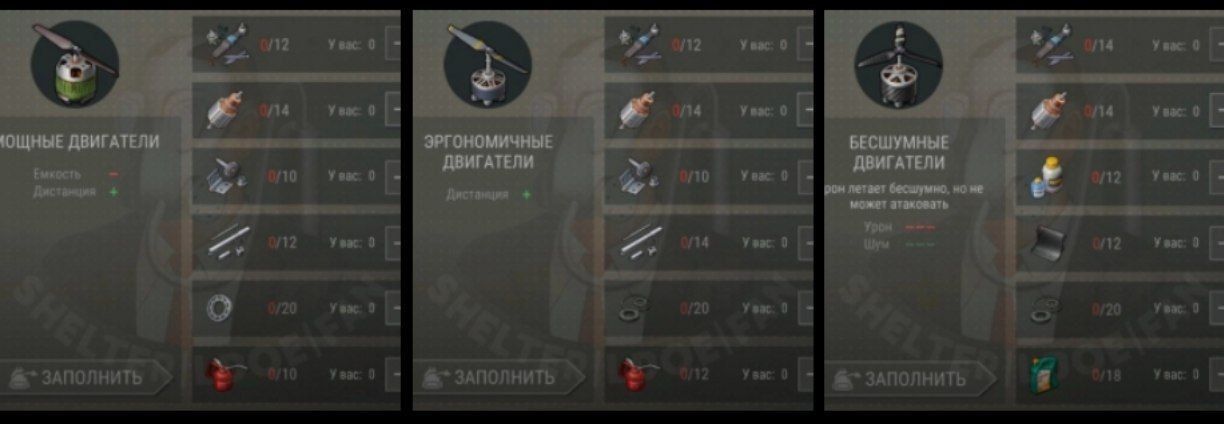 0/12 У вас: 0
0/14 У вас: 0
МОЩНЫЕ ДВИГАТЕЛИ
Емкость -
Дистанция +
0/10 У вас: 0
0/12 У вас: 0
0/20 У вас: 0
ЗАПОЛНИТЬ
0/10 У вас: 0
0/12 У вас: 0
0/14 У вас: 0
ЭРГОНОМИЧНЫЕ
ДВИГАТЕЛИ
Дистанция +
0/10 У вас: 0
0/14 У вас: 0
0/20 У вас: 0
ЗАПОЛНИТЬ
0/12 У вас: 0
0/14 У вас: 0
0/14 У вас: 0
БЕСШУМНЫЕ
ДВИГАТЕЛИ
рон летает бесшумно, но не
может атаковать
Урон ---
Шум ---
0/12 У вас: 0
0/12 У вас: 0
0/20 У вас: 0
ЗАПОЛНИТЬ
0/18 У вас: 0
SHELTER